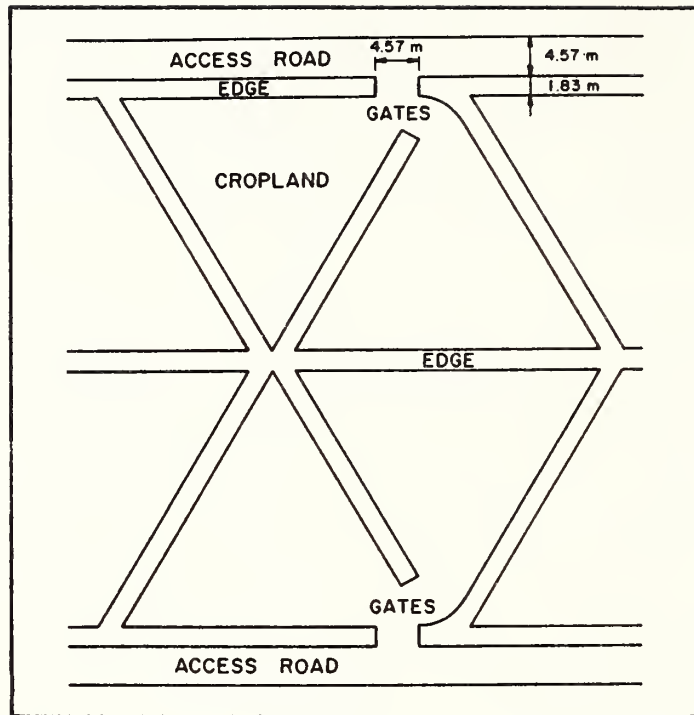 4.57 m
ACCESS ROAD
4.57 m
EDGE
1.83 m
GATES
CROPLAND
EDGE
GATES
ACCESS ROAD